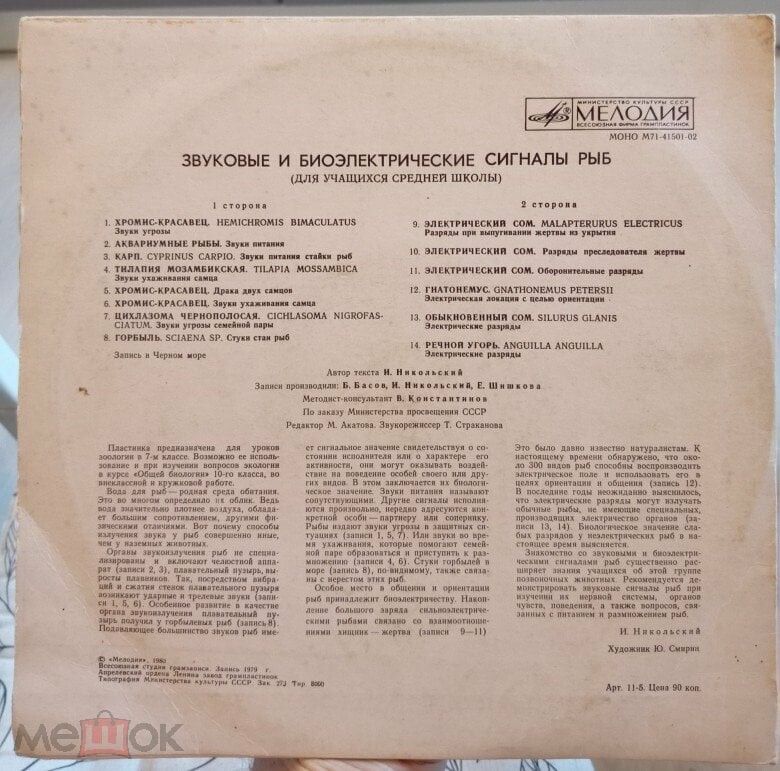 МИНИСТЕРСТВО КУЛЬТУРЫ СССР
МЕЛОДИЯ
ВСЕСОЮЗНАЯ ФИРМА ГРАМПЛАСТИНОК
МОНО М71-41501-02
ЗВУКОВЫЕ И БИОЭЛЕКТРИЧЕСКИЕ СИГНАЛЫ РЫБ
(ДЛЯ УЧАЩИХСЯ СРЕДНЕЙ ШКОЛЫ)
1 сторона
1. ХРОМИС-КРАСАВЕЦ. HEMICHROMIS BIMACULATUS
Звуки угрозы
2. АКВАРИУМНЫЕ РЫБЫ. Звуки питания
3. КАРП. CYPRINUS CARPIO. Звуки питания стайки рыб
4. ТИЛАПИЯ МОЗАМБИКСКАЯ. TILAPIA MOSSAMBICA
Звуки ухаживания самца
5. ХРОМИС-КРАСАВЕЦ. Драка двух самцов
6. ХРОМИС-КРАСАВЕЦ. Звуки ухаживания самца
7. ЦИХЛАЗОМА ЧЕРНОПОЛОСАЯ. CICHLASOMA NIGROFAS-
CIATUM. Звуки угрозы семейной пары
8. ГОРБЫЛЬ. SCIAENA SP. Стуки стаи рыб
Запись в Черном море
2 сторона
9. ЭЛЕКТРИЧЕСКИЙ СОМ. MALAPTERURUS ELECTRICUS
Разряды при выпугивании жертвы из укрытия
10. ЭЛЕКТРИЧЕСКИЙ СОМ. Разряды преследователя жертвы
11. ЭЛЕКТРИЧЕСКИЙ СОМ. Оборонительные разряды
12. ГНАТОНЕМУС. GNATHONEMUS PETERSII
Электрическая локация с целью ориентации
13. ОБЫКНОВЕННЫЙ СОМ. SILURUS GLANIS
Электрические разряды
14. РЕЧНОЙ УГОРЬ. ANGUILLA ANGUILLA
Электрические разряды
Автор текста И. Никольский
Записи производили: Б. Басов, И. Никольский, Е. Шишкова
Методист-консультант В. Константинов
По заказу Министерства просвещения СССР
Редактор М. Акатова. Звукорежиссер Т. Страканова
Пластинка предназначена для уроков
зоологии в 7-м классе. Возможно ее исполь-
зование и при изучении вопросов экологии
в курсе «Общей биологии» 10-го класса, во
внеклассной и кружковой работе.
Вода для рыб — родная среда обитания.
Это во многом определило их облик. Ведь
вода значительно плотнее воздуха, облада-
ет большим сопротивлением, другими фи-
зическими отличиями. Вот почему способы
излучения звука у рыб совершенно иные,
чем у наземных животных.
Органы звукоизлучения рыб не специа-
лизированы и включают челюстной аппа-
рат (записи 2, 3), плавательный пузырь, вы-
росты плавников. Так, посредством вибра-
ций и сжатия стенок плавательного пузыря
возникают ударные и трелевые звуки (запи-
си 1, 5, 6). Особенное развитие в качестве
органа звукоизлучения плавательный пу-
зырь получил у горбылевых рыб (запись 8).
Подавляющее большинство звуков рыб име-
ет сигнальное значение свидетельствуя о со-
стоянии исполнителя или о характере его
активности, они могут оказывать воздей-
ствие на поведение особей своего или дру-
гих видов. В этом заключается их биологи-
ческое значение. Звуки питания называют
сопутствующими. Другие сигналы исполня-
ются произвольно, нередко адресуются кон-
кретной особи — партнеру или сопернику.
Рыбы издают звуки угрозы в защитных си-
туациях (записи 1, 5, 7). Или звуки во вре-
мя ухаживания, которые помогают семей-
ной паре образоваться и приступить к раз-
множению (записи 4, 6). Стуки горбылей в
море (запись 8), по-видимому, также связа-
ны с нерестом этих рыб.
Особое место в общении и ориентации
рыб принадлежит биоэлектричеству. Накоп-
ление большого заряда сильноэлектриче-
скими рыбами связано со взаимоотноше-
ниями хищник — жертва (записи 9—11)
Это было давно известно натуралистам. К
настоящему времени обнаружено, что око-
ло 300 видов рыб способны воспроизводить
электрическое поле и использовать его в
целях ориентации и общения (запись 12).
В последние годы неожиданно выяснилось,
что электрические разряды могут излучать
обычные рыбы, не имеющие специальных,
производящих электричество органов (за-
писи 13, 14). Биологическое значение сла-
бых разрядов у неэлектрических рыб в на-
стоящее время выясняется.
Знакомство со звуковыми и биоэлектри-
ческими сигналами рыб существенно рас-
ширяет знания учащихся об этой группе
позвоночных животных. Рекомендуется де-
монстрировать звуковые сигналы рыб при
изучении их нервной системы, органов
чувств, поведения, а также вопросов, свя-
занных с питанием и размножением рыб.
И. Никольский
Художник Ю. Смирин
© «Мелодия», 1980
Всесоюзная студия грамзаписи. Запись 1979 г.
Апрелевский ордена Ленина завод грампластинок
Типография Министерства культуры СССР Зак. 273 Тир. 8000
Арт. 11-5. Цена 90 коп.
мешок